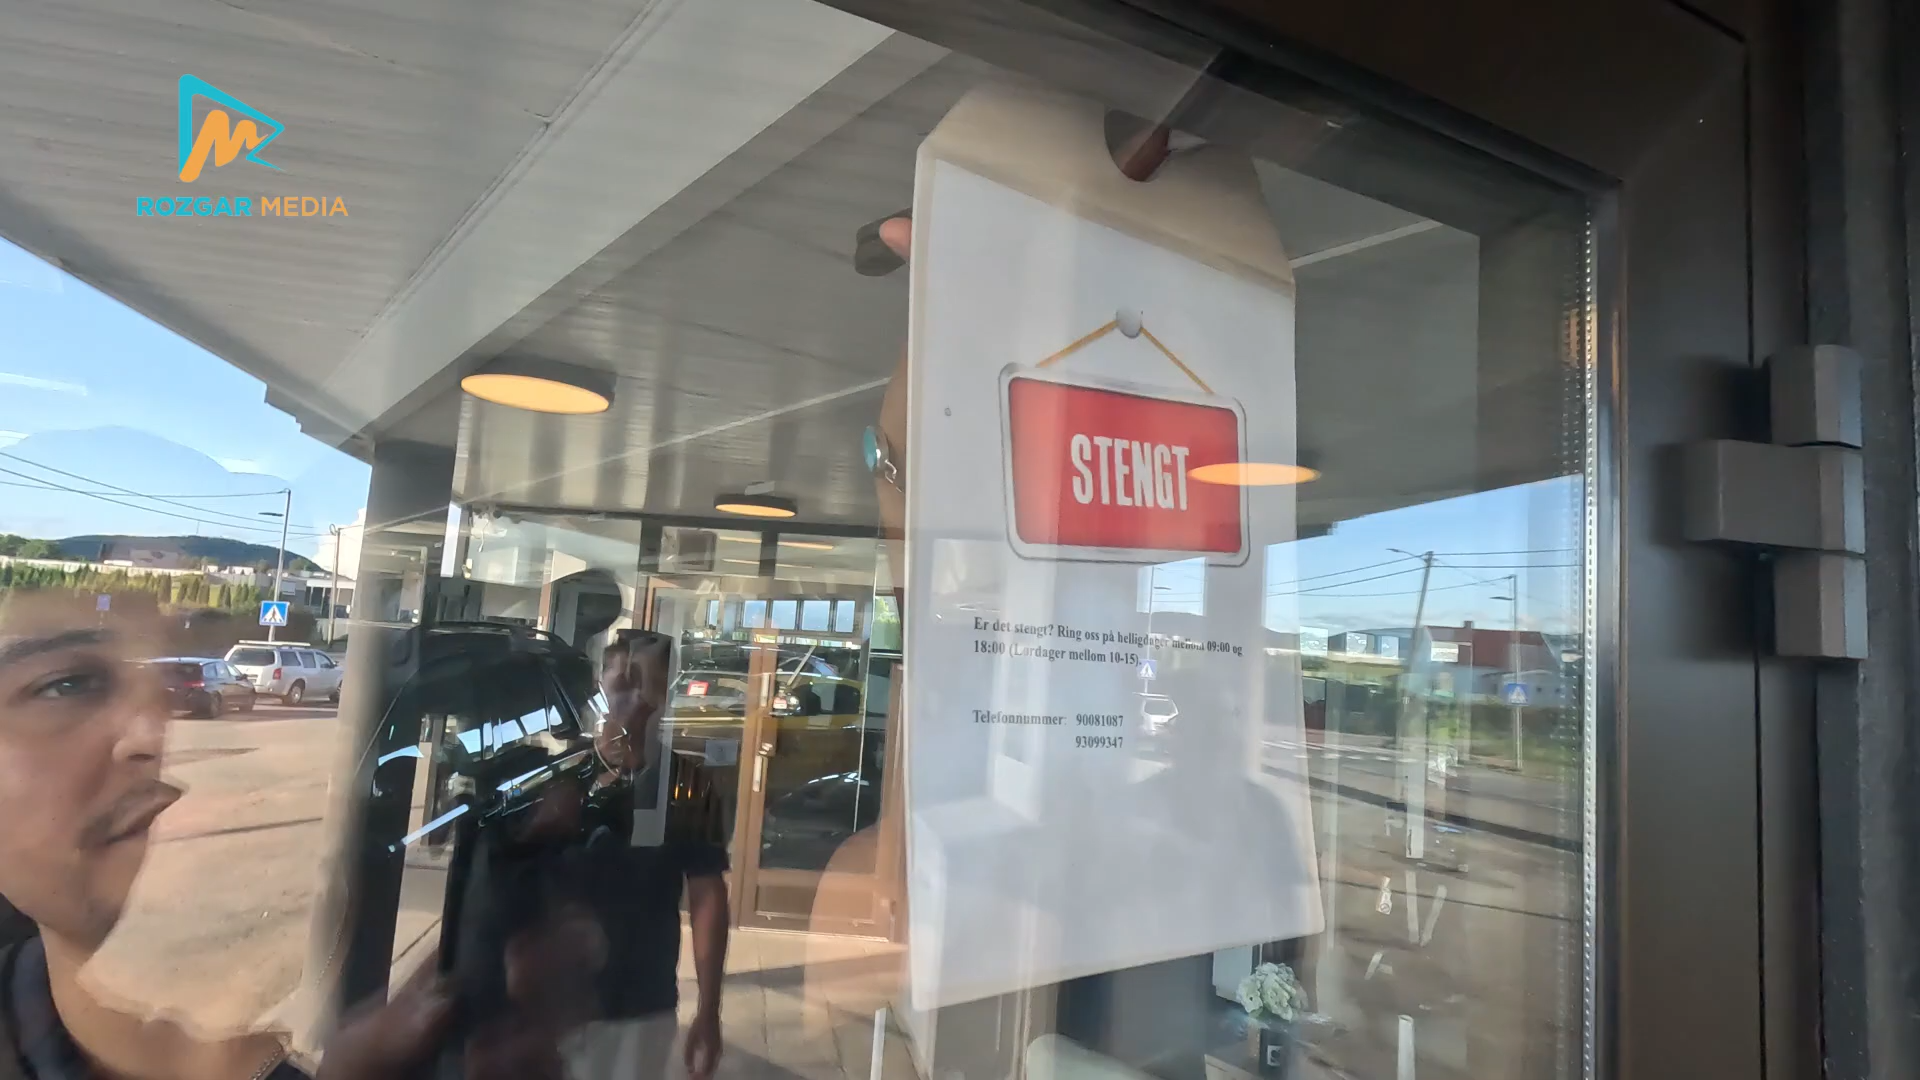 ROZGAR MEDIA
STENGT
Er det stengt? Ring oss på helligdager mellom 09:00 og
18:00 (Lørdager mellom 10-15).
Telefonnummer: 90081087
93099347